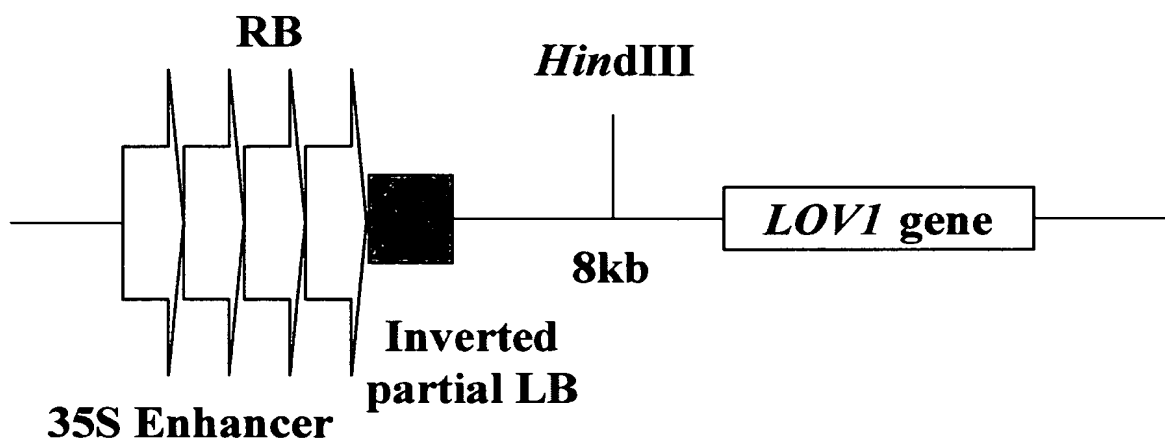 RB
HindIII
LOV1 gene
8kb
Inverted
partial LB
35S Enhancer